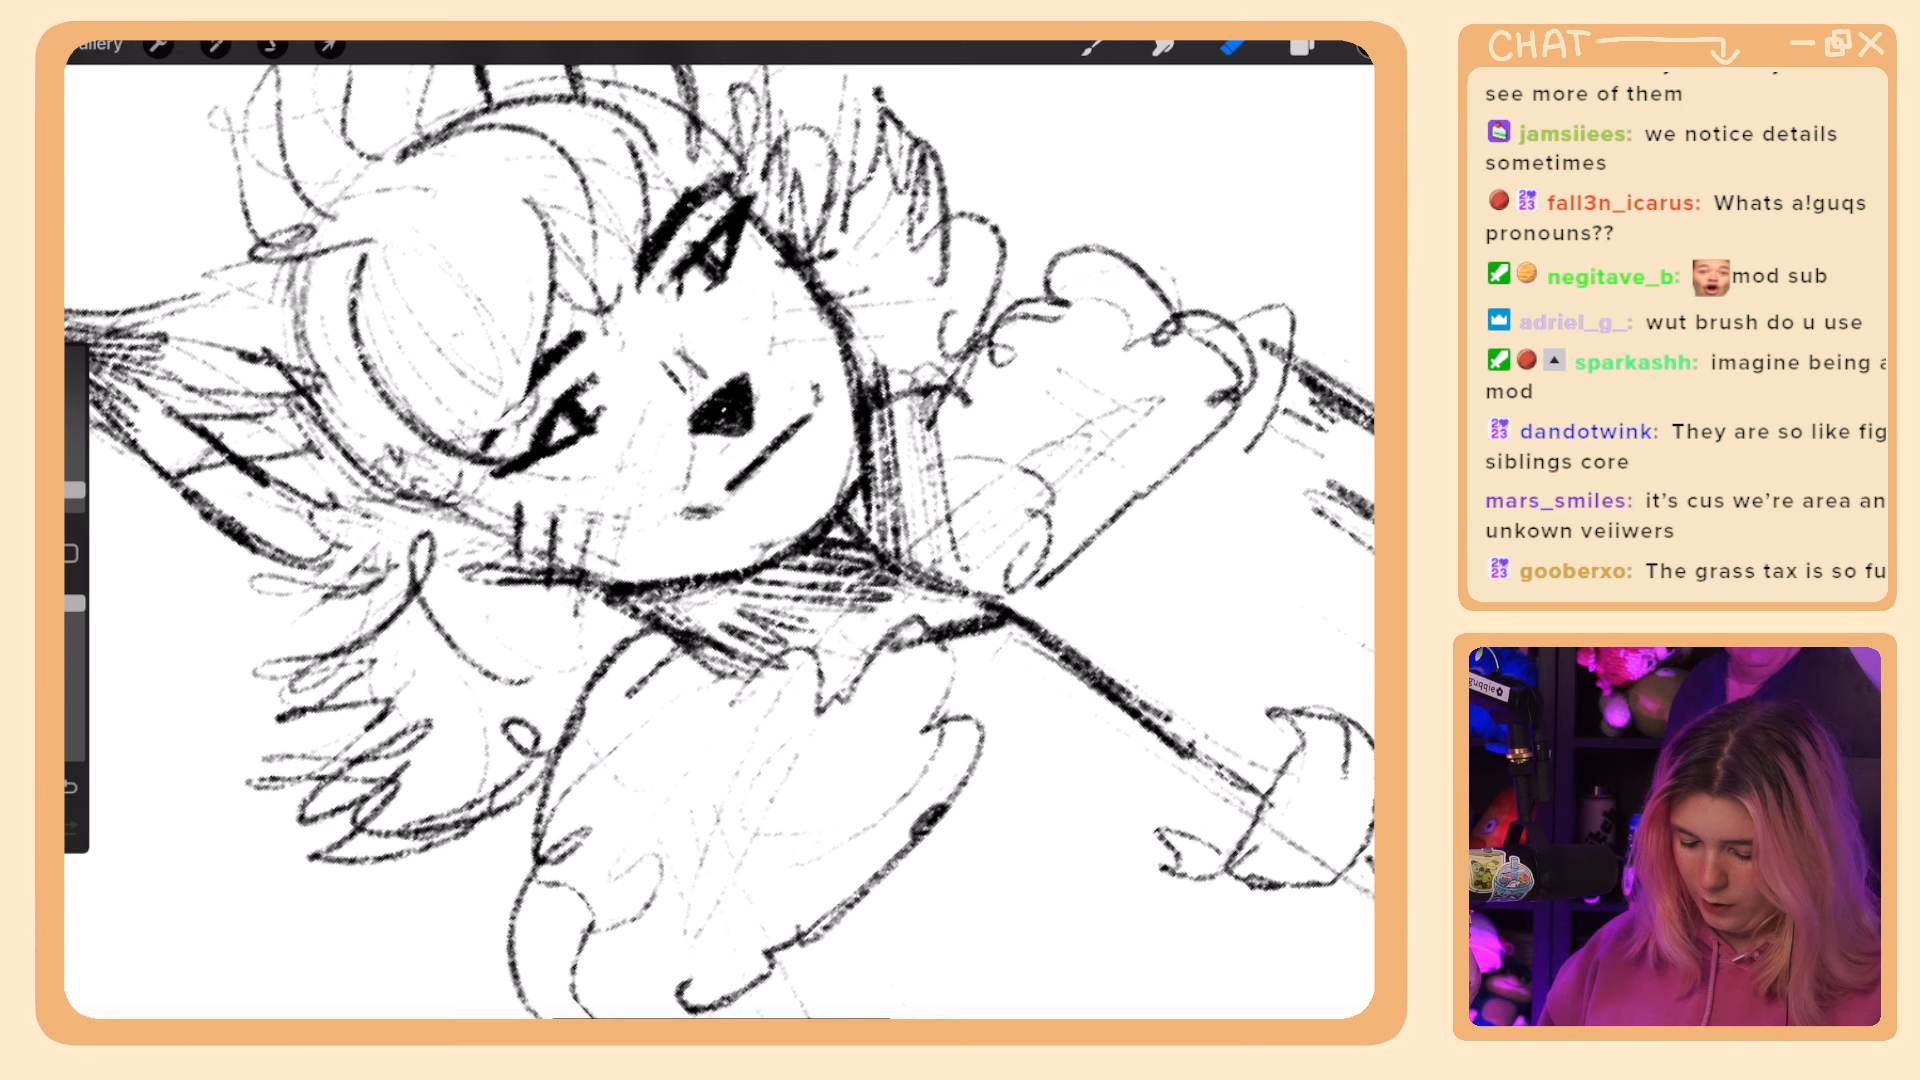 allery
CHAT
see more of them
jamsiiees: we notice details
sometimes
fall3n_icarus: Whats a!guqs
pronouns??
negitave_b: mod sub
adriel_g_: wut brush do u use
sparkashh: imagine being a
mod
dandotwink: They are so like fig
siblings core
mars_smiles: it's cus we're area an
unkown veiiwers
gooberxo: The grass tax is so fu
guqqie